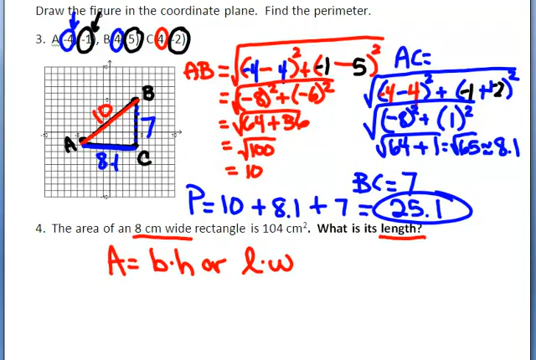 Draw the figure in the coordinate plane. Find the perimeter.
3. A(-4,-1), B(4,5), C(4,-2)
AB = √(-4 - 4)² + (-1 - 5)²
= √(-8)² + (-6)²
= √64 + 36
= √100
= 10
AC =
√(-4 - 4)² + (-1 + +2)²
√(-8)² + (1)²
√64 + 1 = √65 ≈ 8.1
B
10
7
A
8.1
C
BC = 7
P = 10 + 8.1 + 7 = 25.1
4. The area of an 8 cm wide rectangle is 104 cm². What is its length?
A = b·h or l·w